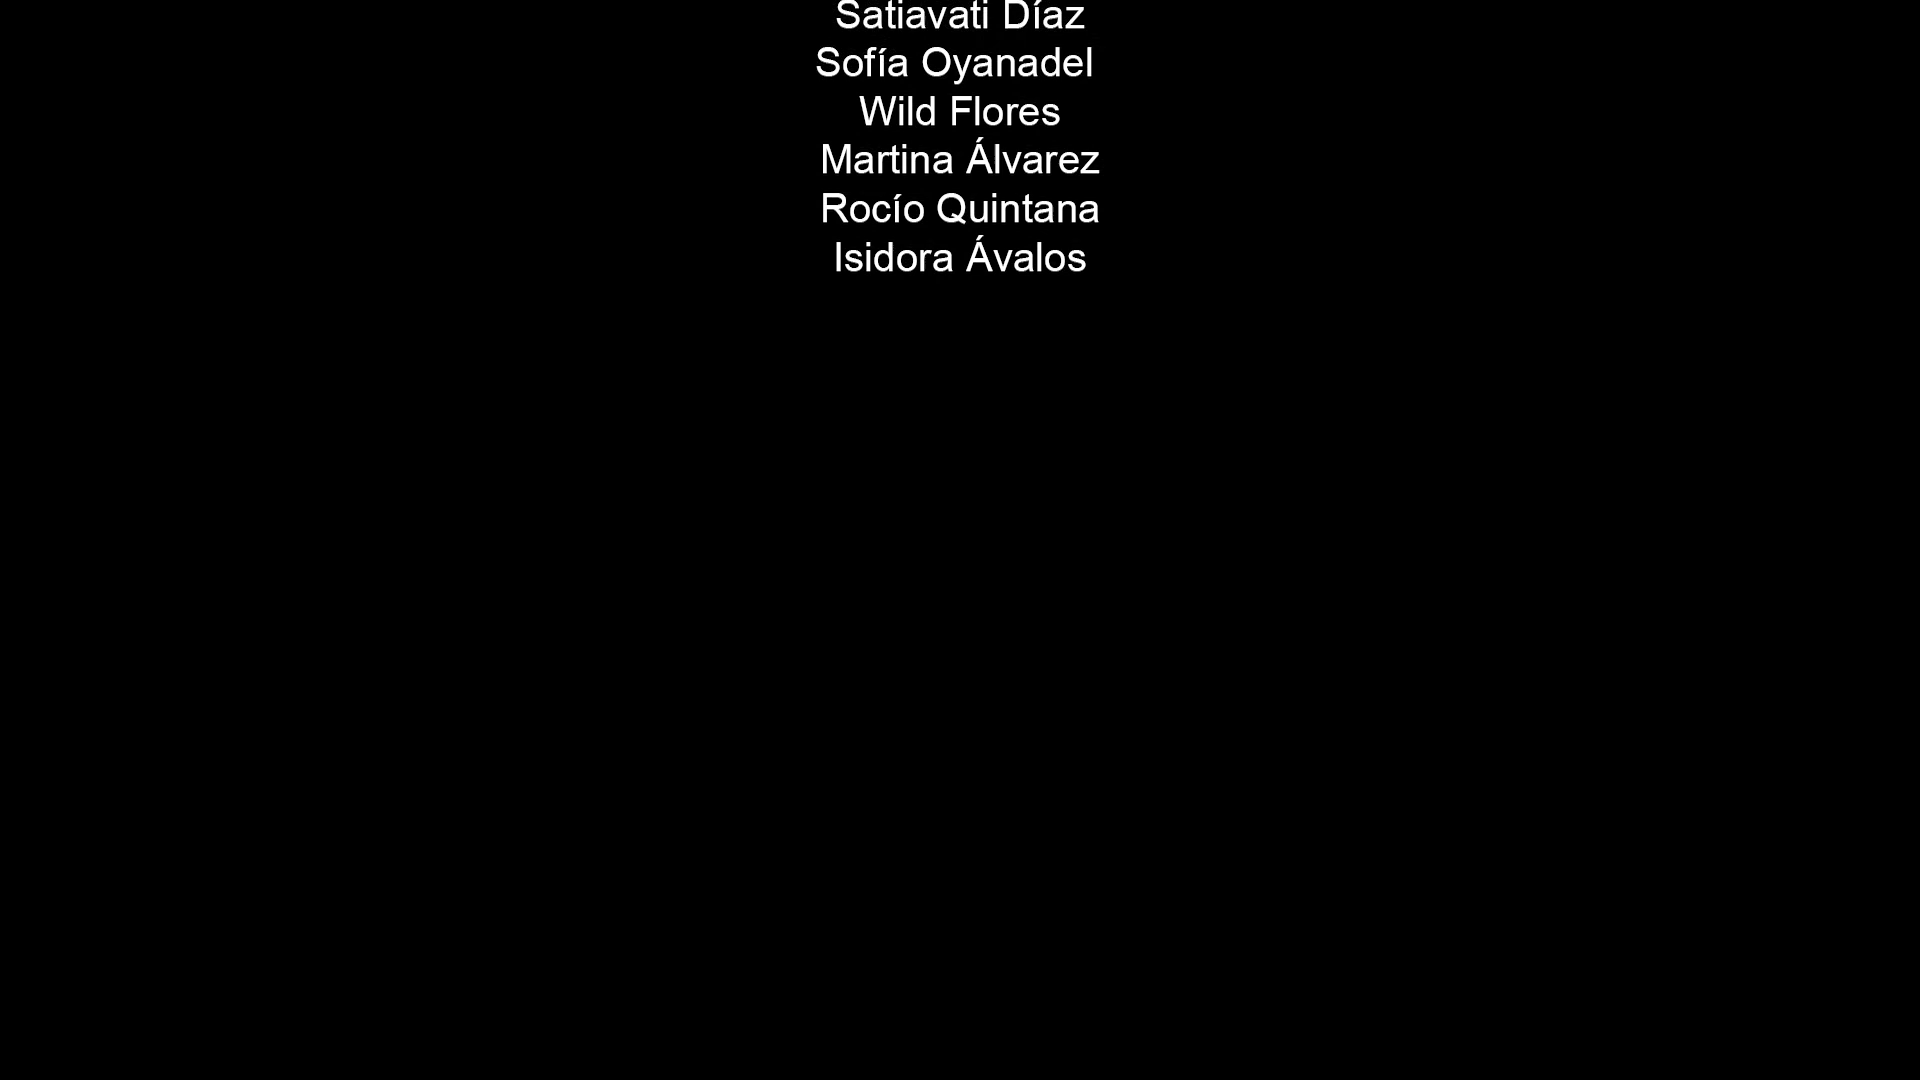 Satiavati Díaz
Sofía Oyanadel
Wild Flores
Martina Álvarez
Rocío Quintana
Isidora Ávalos